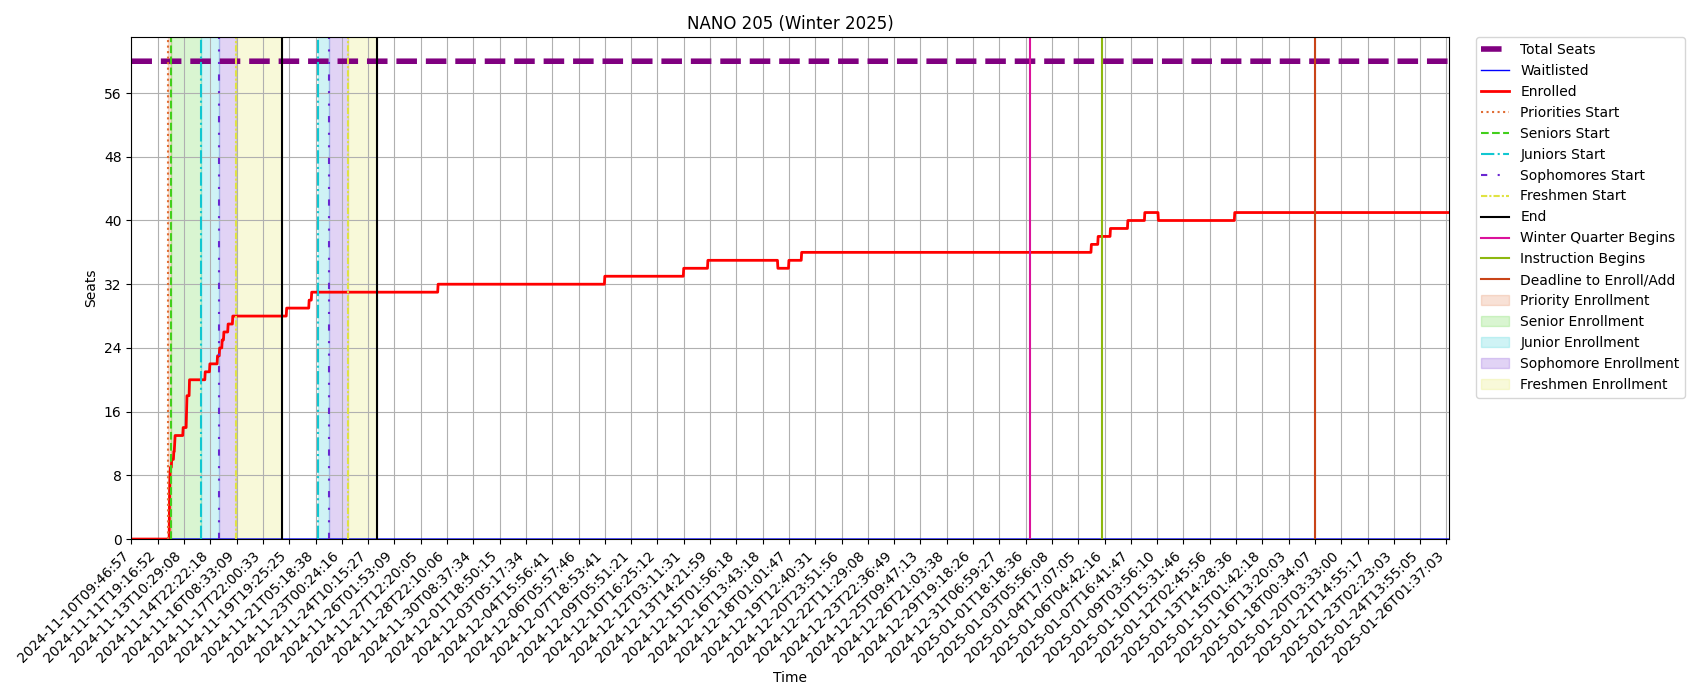 NANO 205 (Winter 2025)
Seats
56
48
40
32
24
16
8
0
2024-11-10T09:46:57
2024-11-11T19:16:52
2024-11-13T10:29:08
2024-11-14T22:22:18
2024-11-16T08:33:09
2024-11-17T22:00:33
2024-11-19T19:25:23
2024-11-21T05:18:38
2024-11-23T00:24:16
2024-11-24T10:15:27
2024-11-26T01:53:09
2024-11-27T12:20:05
2024-11-28T22:10:06
2024-11-30T08:37:34
2024-12-01T18:50:15
2024-12-03T05:17:34
2024-12-04T15:56:41
2024-12-06T05:57:46
2024-12-07T18:53:41
2024-12-09T05:51:21
2024-12-10T16:25:12
2024-12-12T03:11:31
2024-12-13T14:21:59
2024-12-15T01:56:18
2024-12-16T13:43:18
2024-12-18T01:01:47
2024-12-19T12:40:31
2024-12-20T23:51:56
2024-12-22T11:29:08
2024-12-23T22:36:49
2024-12-25T09:47:13
2024-12-26T21:03:38
2024-12-29T19:18:26
2024-12-31T06:59:27
2025-01-01T18:18:36
2025-01-03T05:56:08
2025-01-04T17:07:05
2025-01-06T04:42:16
2025-01-07T16:41:47
2025-01-09T03:56:10
2025-01-10T15:31:46
2025-01-12T02:45:56
2025-01-13T14:28:36
2025-01-15T01:42:18
2025-01-16T13:20:03
2025-01-18T00:34:07
2025-01-20T03:33:00
2025-01-21T14:55:17
2025-01-23T02:23:03
2025-01-24T13:55:05
2025-01-26T01:37:03
Time
Total Seats
Waitlisted
Enrolled
Priorities Start
Seniors Start
Juniors Start
Sophomores Start
Freshmen Start
End
Winter Quarter Begins
Instruction Begins
Deadline to Enroll/Add
Priority Enrollment
Senior Enrollment
Junior Enrollment
Sophomore Enrollment
Freshmen Enrollment